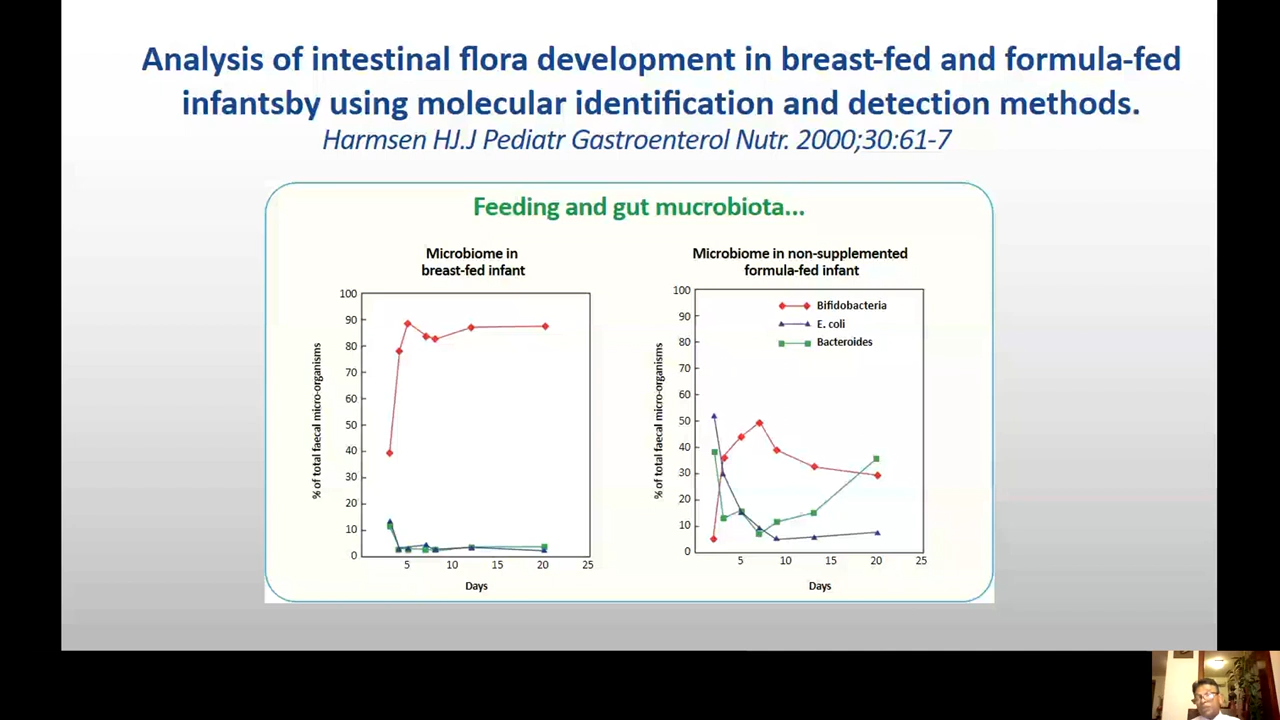 Analysis of intestinal flora development in breast-fed and formula-fed
infantsby using molecular identification and detection methods.
Harmsen HJ.J Pediatr Gastroenterol Nutr. 2000;30:61-7
Feeding and gut mucrobiota...
Microbiome in
breast-fed infant
% of total faecal micro-organisms
100
90
80
70
60
50
40
30
20
10
0
5
10
15
20
25
Days
Microbiome in non-supplemented
formula-fed infant
Bifidobacteria
E. coli
Bacteroides
% of total faecal micro-organisms
100
90
80
70
60
50
40
30
20
10
0
5
10
15
20
25
Days